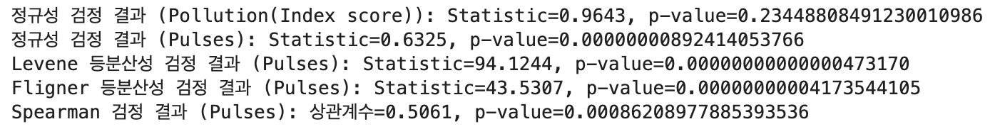 정규성 검정 결과 (Pollution(Index score)): Statistic=0.9643, p-value=0.23448808491230010986
정규성 검정 결과 (Pulses): Statistic=0.6325, p-value=0.00000000892414053766
Levene 등분산성 검정 결과 (Pulses): Statistic=94.1244, p-value=0.00000000000000473170
Fligner 등분산성 검정 결과 (Pulses): Statistic=43.5307, p-value=0.00000000004173544105
Spearman 검정 결과 (Pulses): 상관계수=0.5061, p-value=0.00086208977885393536